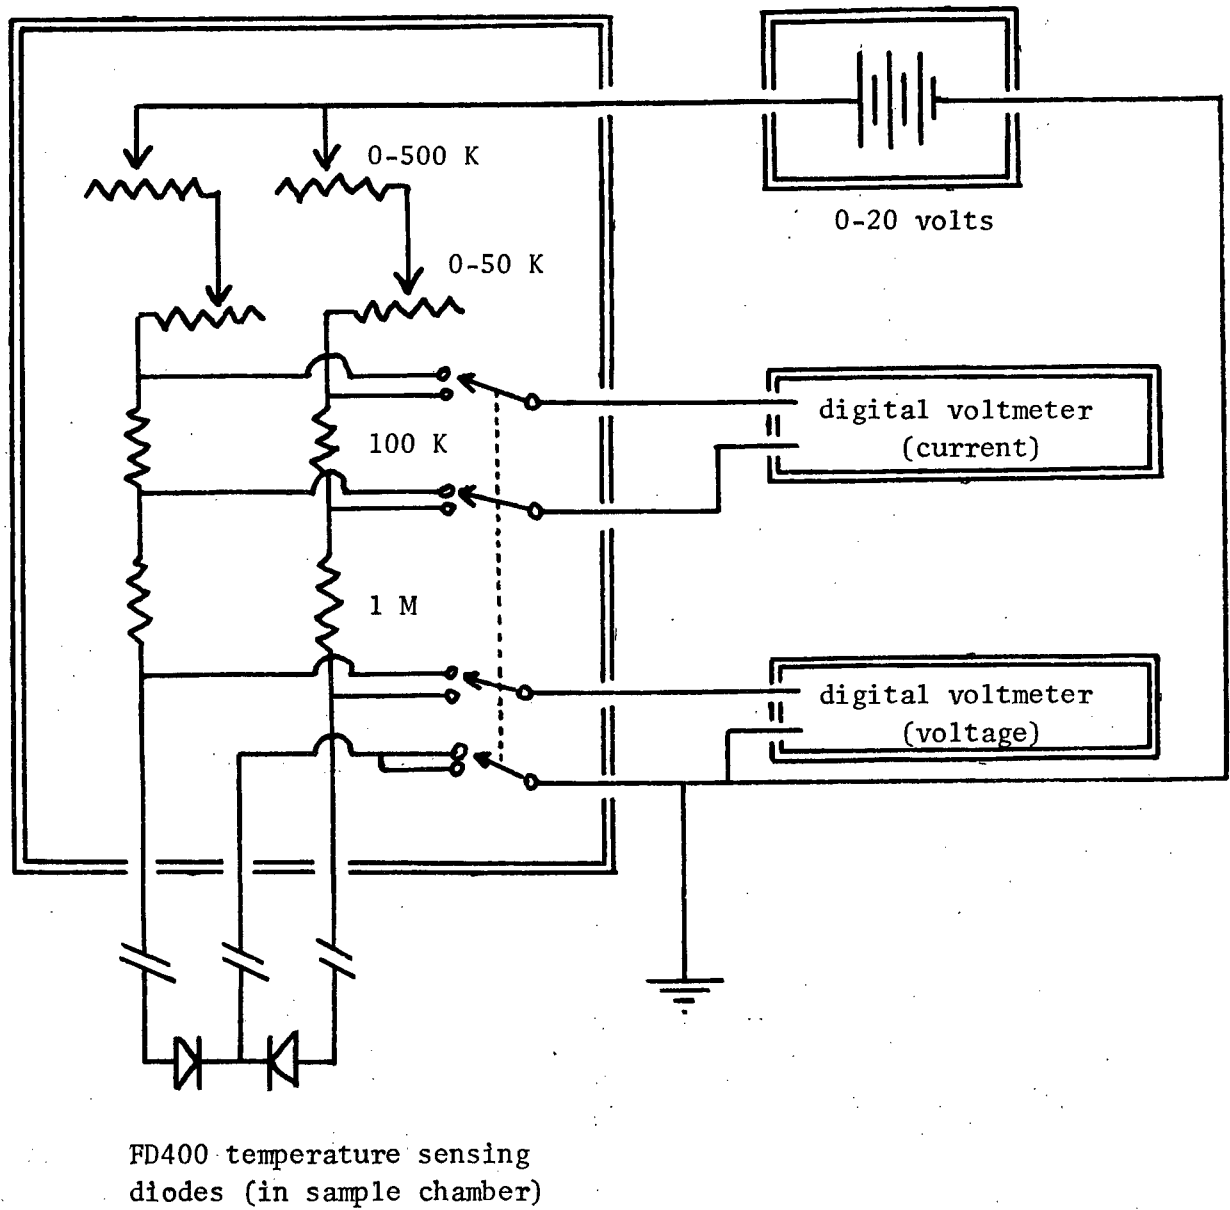 0-500 K
0-50 K
0-20 volts
digital voltmeter
(current)
100 K
1 M
digital voltmeter
(voltage)
FD400 temperature sensing
diodes (in sample chamber)